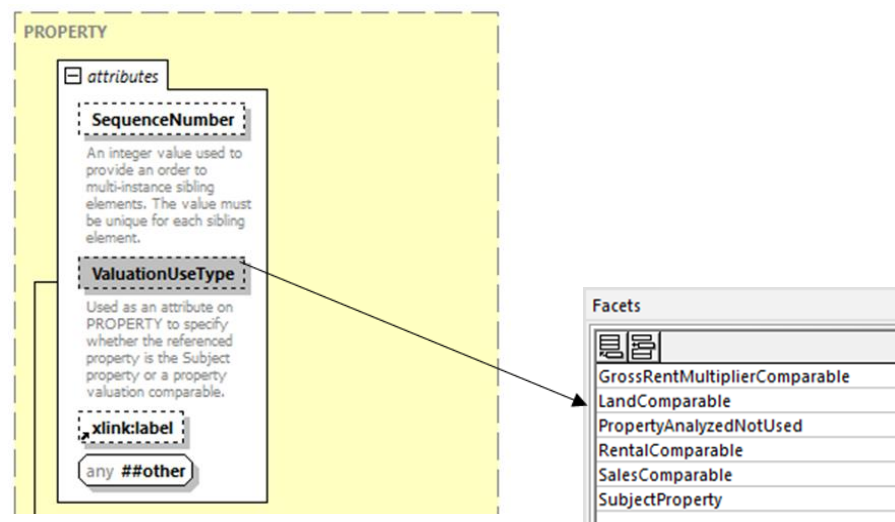 PROPERTY
attributes
SequenceNumber
An integer value used to
provide an order to
multi-instance sibling
elements. The value must
be unique for each sibling
element.
ValuationUseType
Used as an attribute on
PROPERTY to specify
whether the referenced
property is the Subject
property or a property
valuation comparable.
xlink:label
any ##other
Facets
GrossRentMultiplierComparable
LandComparable
PropertyAnalyzedNotUsed
RentalComparable
SalesComparable
SubjectProperty